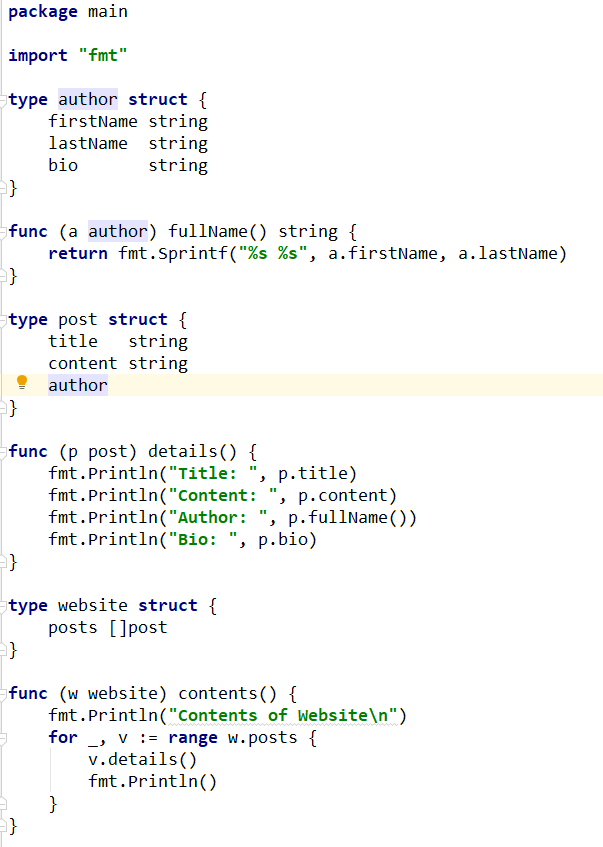 package main
import "fmt"
type author struct {
    firstName string
    lastName  string
    bio       string
}
func (a author) fullName() string {
    return fmt.Sprintf("%s %s", a.firstName, a.lastName)
}
type post struct {
    title   string
    content string
    author
}
func (p post) details() {
    fmt.Println("Title: ", p.title)
    fmt.Println("Content: ", p.content)
    fmt.Println("Author: ", p.fullName())
    fmt.Println("Bio: ", p.bio)
}
type website struct {
    posts []post
}
func (w website) contents() {
    fmt.Println("Contents of Website\n")
    for _, v := range w.posts {
        v.details()
        fmt.Println()
    }
}